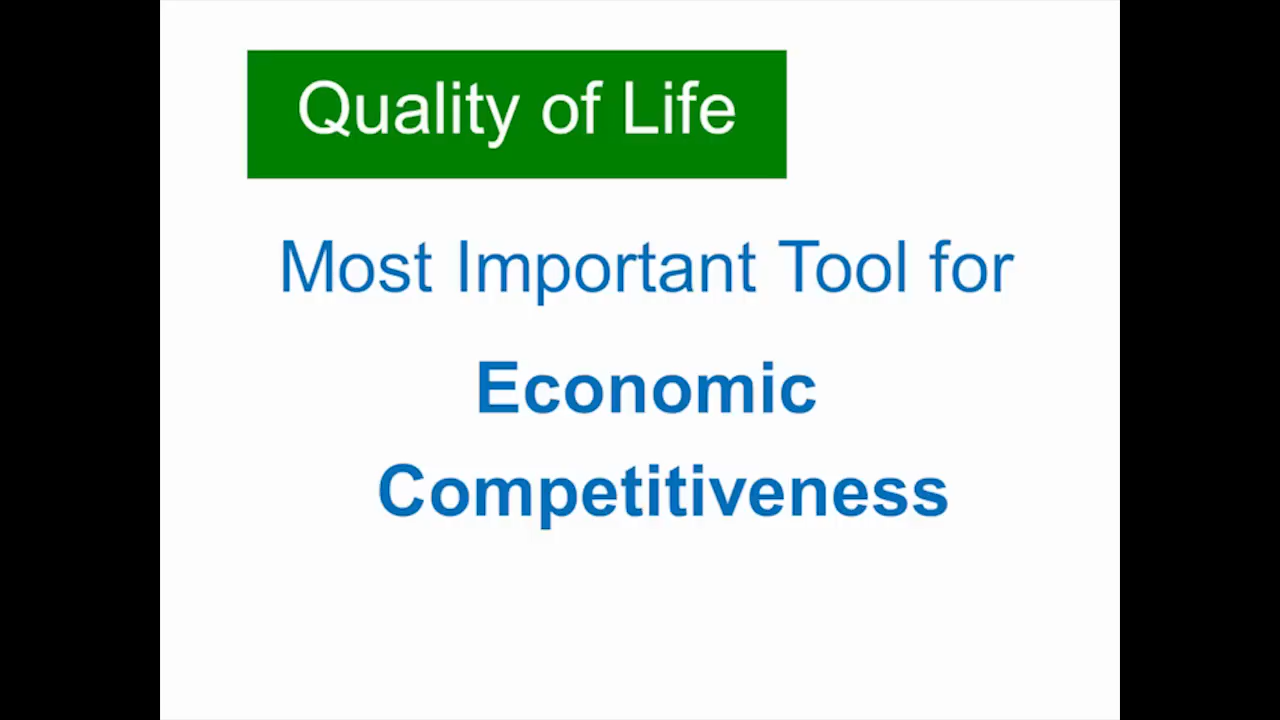 Quality of Life
Most Important Tool for
Economic
Competitiveness